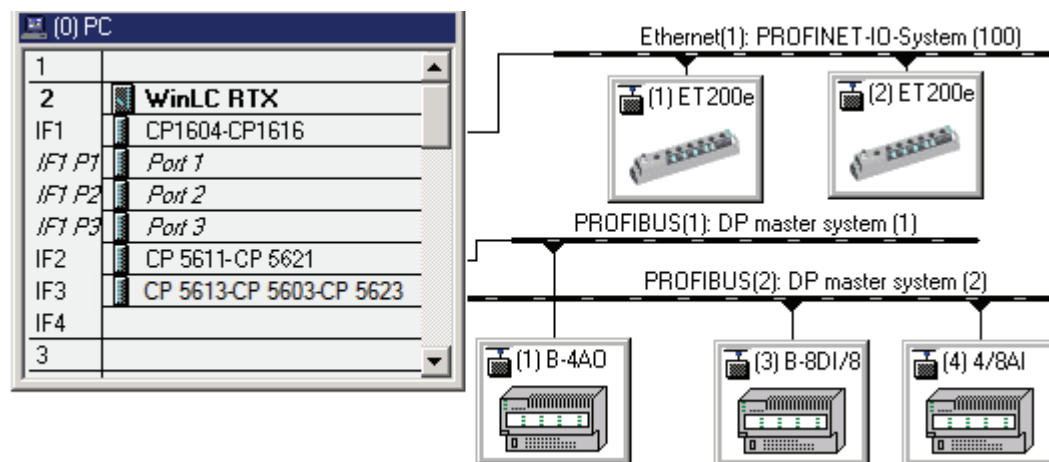 (0) PC
1
2 WinLC RTX
IF1 CP1604-CP1616
IF1 P1 Port 1
IF1 P2 Port 2
IF1 P3 Port 3
IF2 CP 5611-CP 5621
IF3 CP 5613-CP 5603-CP 5623
IF4
3
Ethernet(1): PROFINET-IO-System (100)
(1) ET200e
(2) ET200e
PROFIBUS(1): DP master system (1)
PROFIBUS(2): DP master system (2)
(1) B-4AO
(3) B-8DI/8
(4) 4/8AI